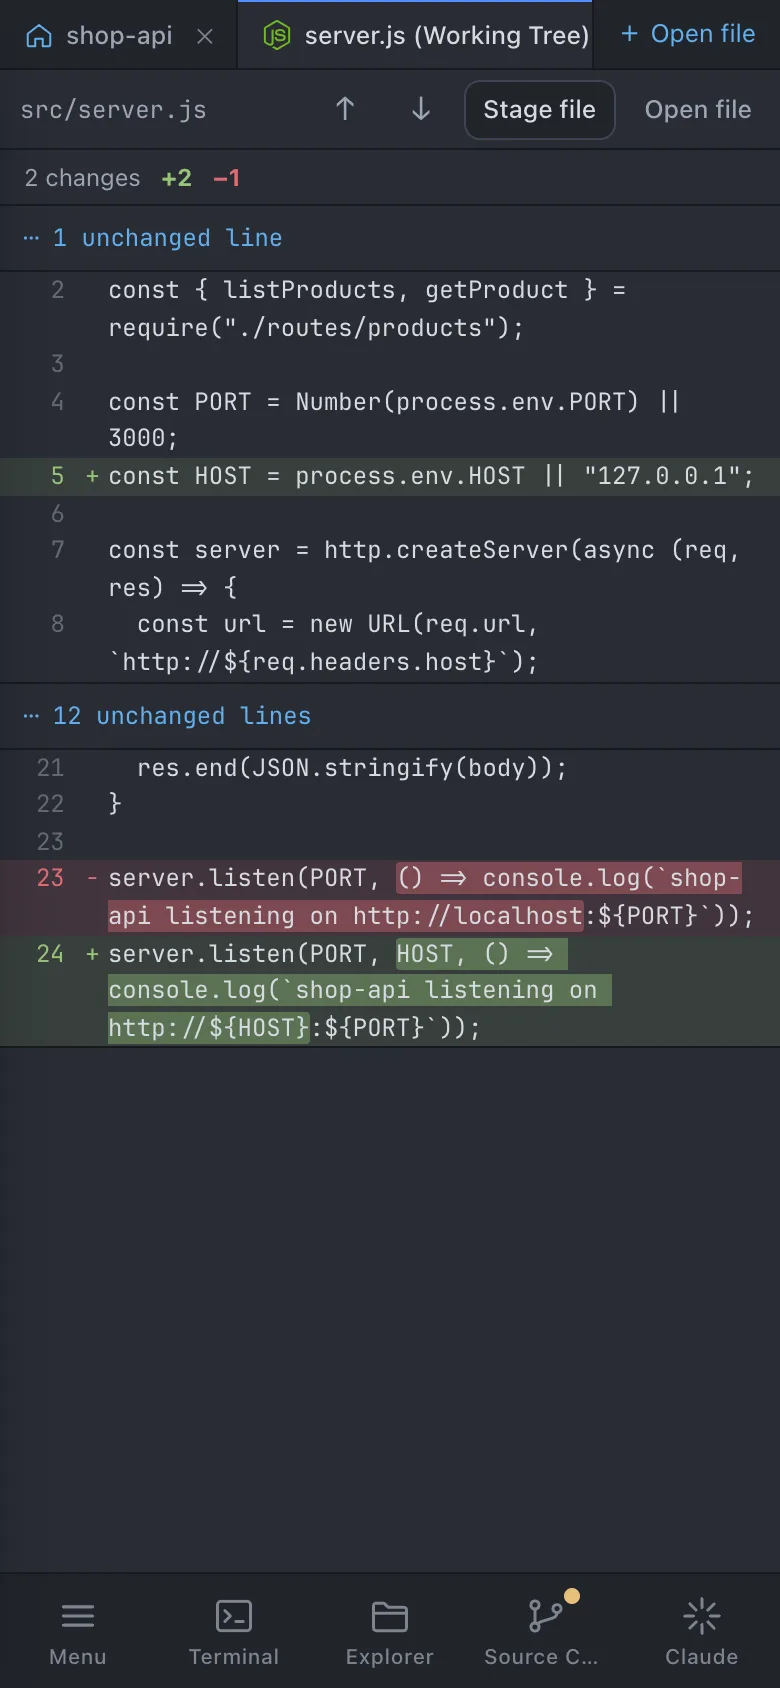 shop-api
server.js (Working Tree)
+ Open file
src/server.js
Stage file
Open file
2 changes +2 −1
··· 1 unchanged line
2 const { listProducts, getProduct } =
require("./routes/products");
3
4 const PORT = Number(process.env.PORT) ||
3000;
5 + const HOST = process.env.HOST || "127.0.0.1";
6
7 const server = http.createServer(async (req,
res) => {
8   const url = new URL(req.url,
`http://${req.headers.host}`);
··· 12 unchanged lines
21   res.end(JSON.stringify(body));
22 }
23
23 - server.listen(PORT, () => console.log(`shop-
api listening on http://localhost:${PORT}`));
24 + server.listen(PORT, HOST, () =>
console.log(`shop-api listening on
http://${HOST}:${PORT}`));
Menu
Terminal
Explorer
Source C...
Claude